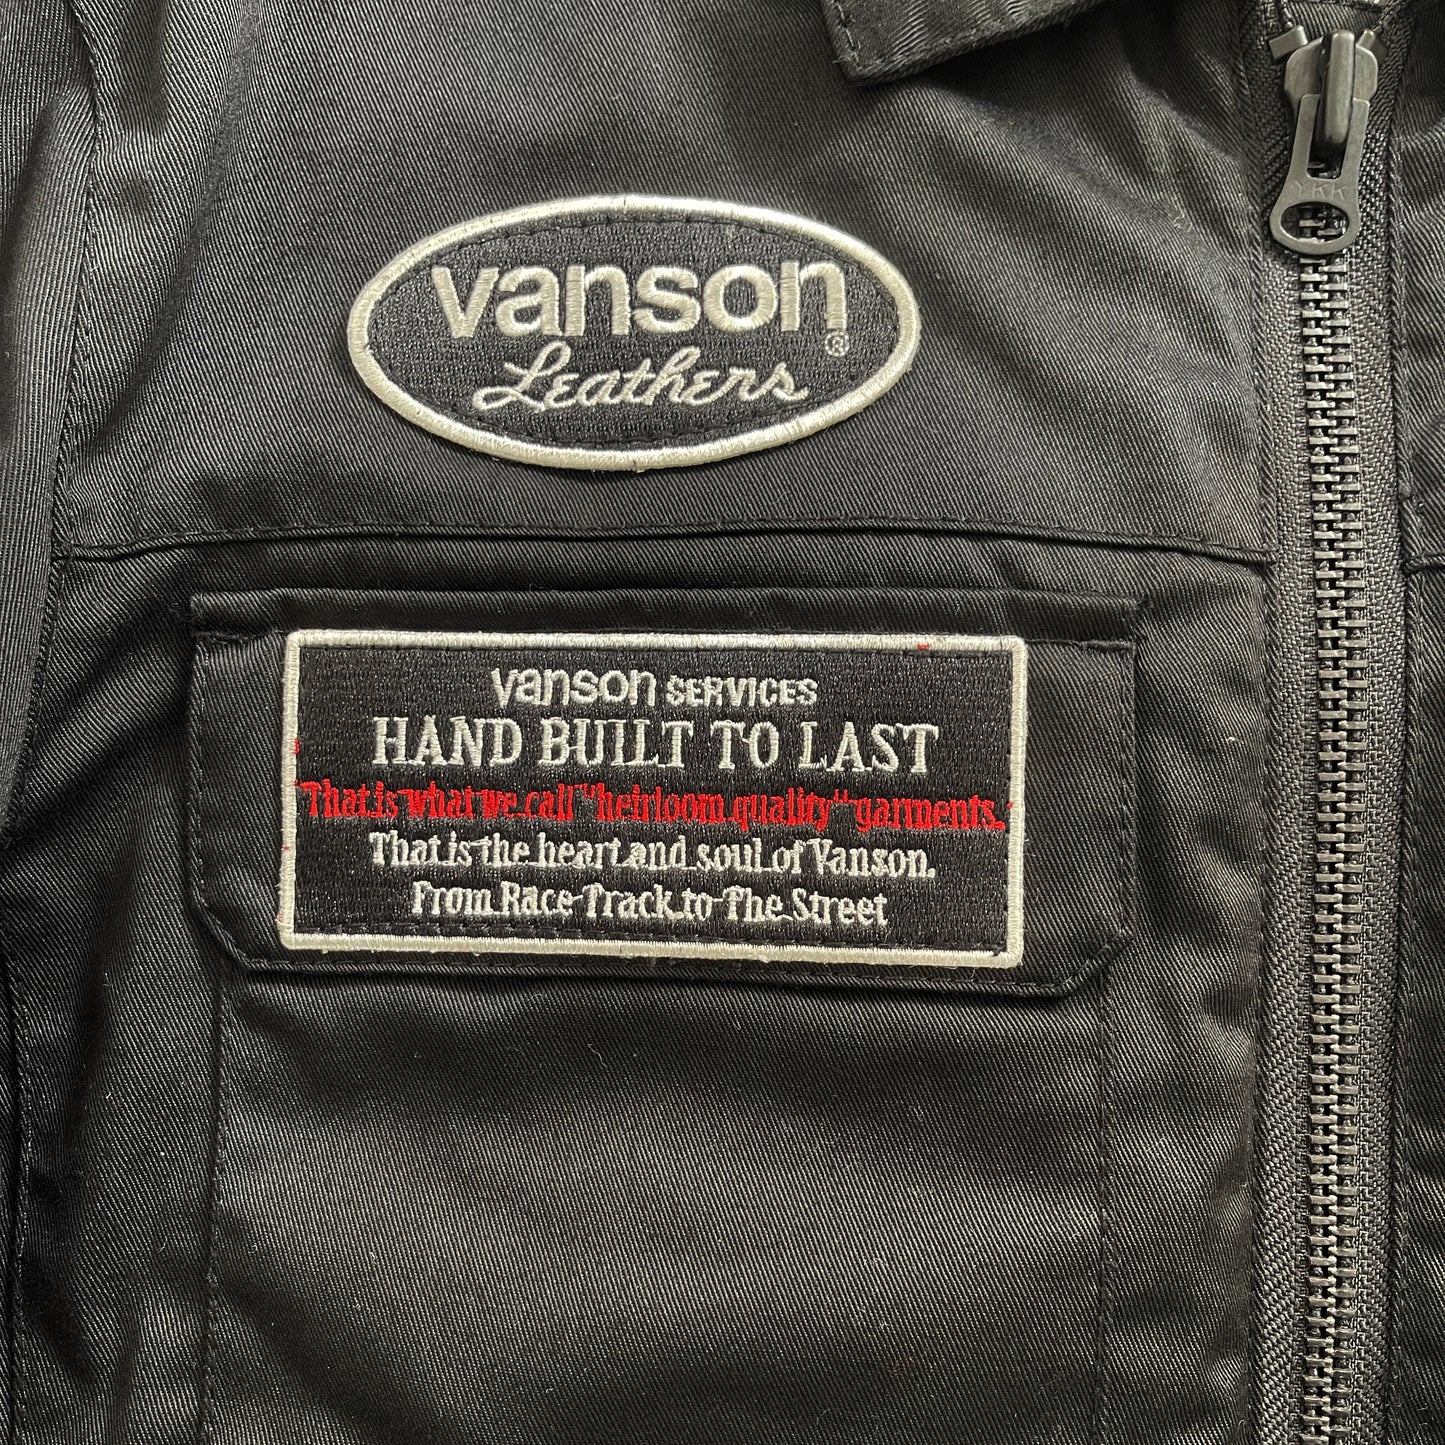 YKK
vanson
Leathers
®
vanson SERVICES
HAND BUILT TO LAST
That is what we call "heirloom quality" garments.
That is the heart and soul of Vanson.
From Race Track to The Street